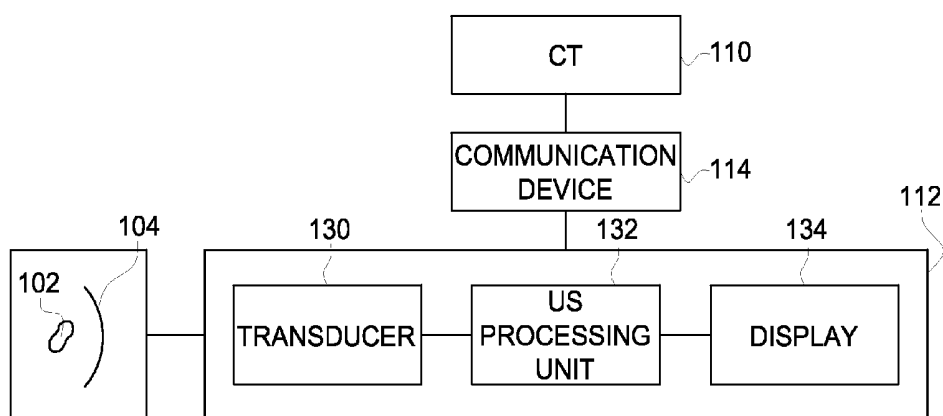 CT
110
COMMUNICATION
DEVICE
114
112
104
130
132
134
102
TRANSDUCER
US
PROCESSING
UNIT
DISPLAY